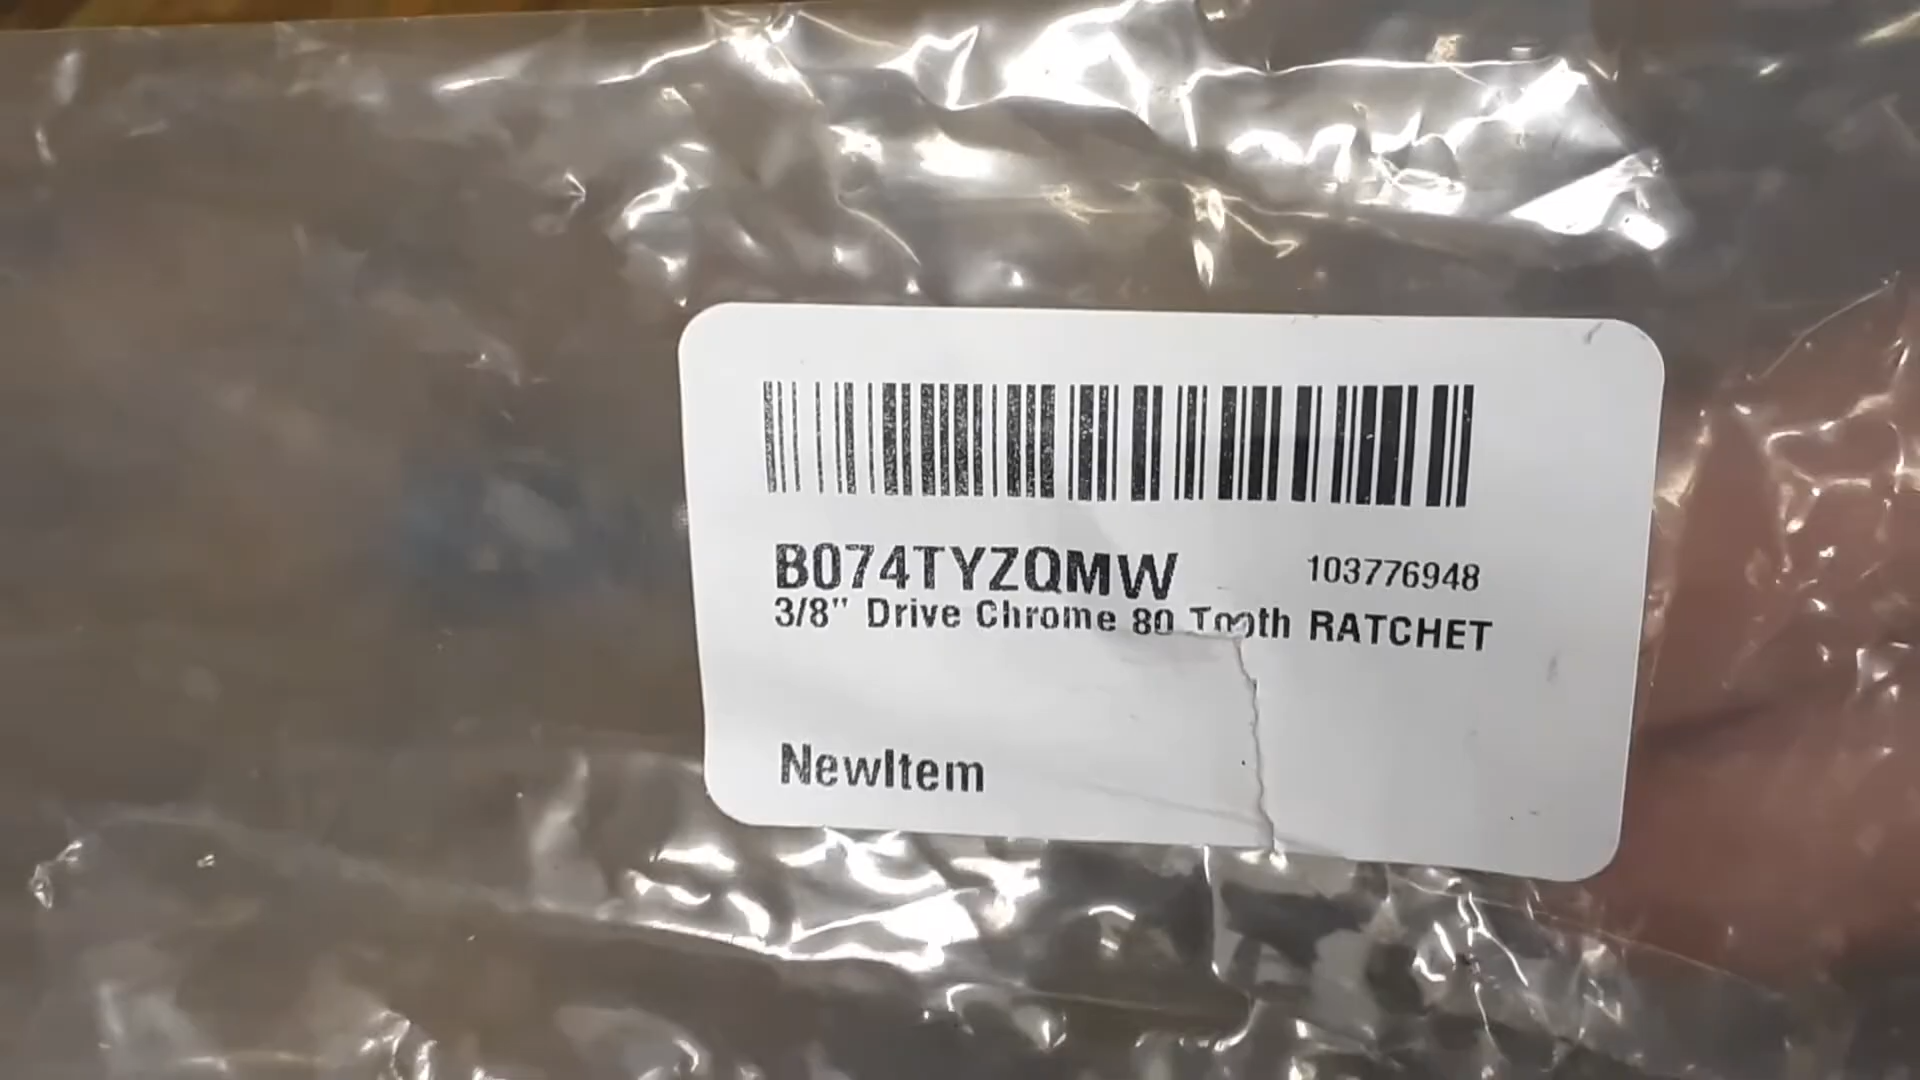 B074TYZQMW 103776948
3/8" Drive Chrome 80 Tooth RATCHET
NewItem